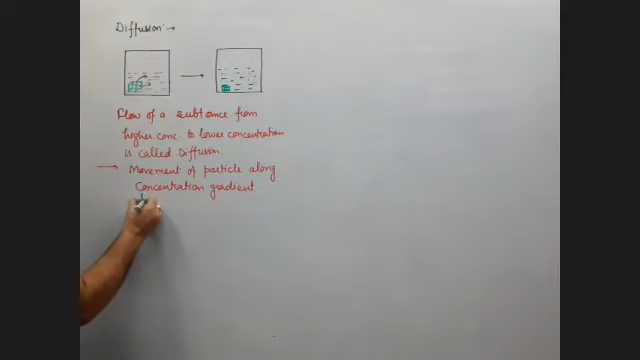 Diffusion:→
Flow of a substance from
higher conc. to lower concentration
is called Diffusion.
→ Movement of particle along
Concentration gradient